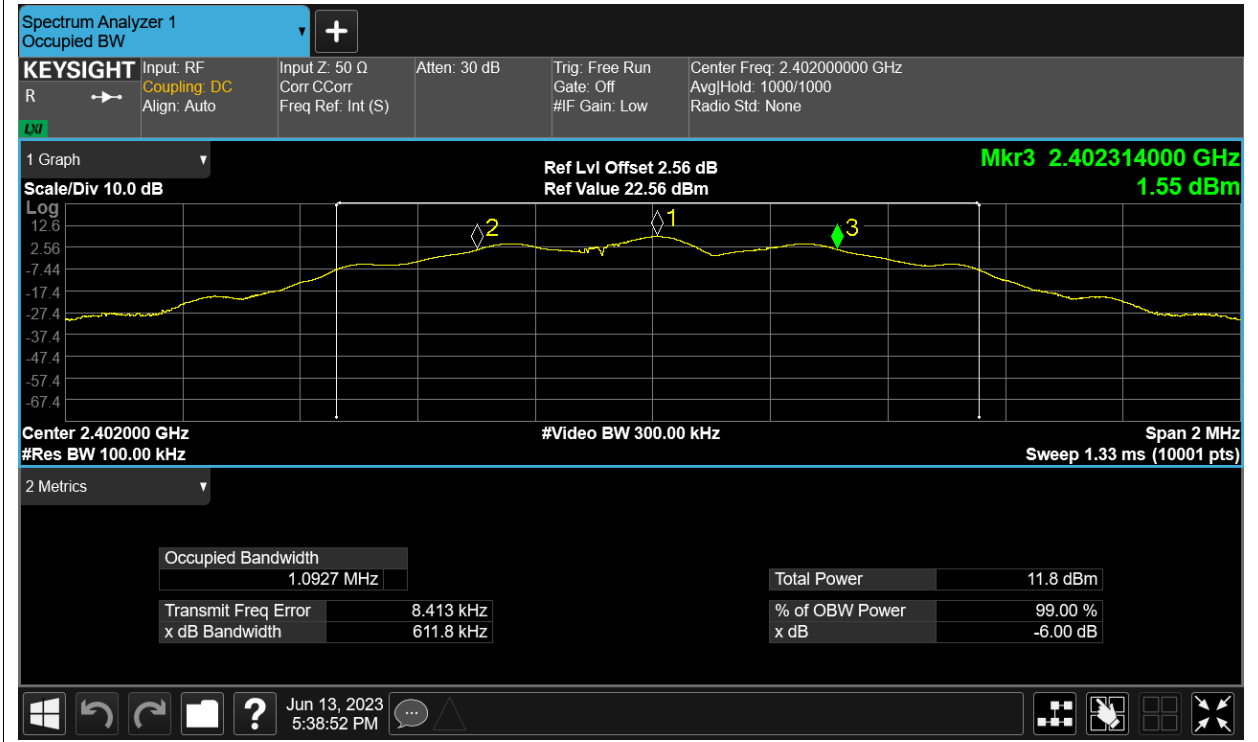 Spectrum Analyzer 1
Occupied BW
KEYSIGHT
R
LXI
Input: RF
Coupling: DC
Align: Auto
Input Z: 50 Ω
Corr CCorr
Freq Ref: Int (S)
Atten: 30 dB
Trig: Free Run
Gate: Off
#IF Gain: Low
Center Freq: 2.402000000 GHz
Avg|Hold: 1000/1000
Radio Std: None
1 Graph
Scale/Div 10.0 dB
Ref Lvl Offset 2.56 dB
Ref Value 22.56 dBm
Mkr3 2.402314000 GHz
1.55 dBm
Log
12.6
2.56
-7.44
-17.4
-27.4
-37.4
-47.4
-57.4
-67.4
2
1
3
Center 2.402000 GHz
#Video BW 300.00 kHz
Span 2 MHz
#Res BW 100.00 kHz
Sweep 1.33 ms (10001 pts)
2 Metrics
Occupied Bandwidth
1.0927 MHz
Total Power 11.8 dBm
Transmit Freq Error 8.413 kHz
% of OBW Power 99.00 %
x dB Bandwidth 611.8 kHz
x dB -6.00 dB
?
Jun 13, 2023
5:38:52 PM